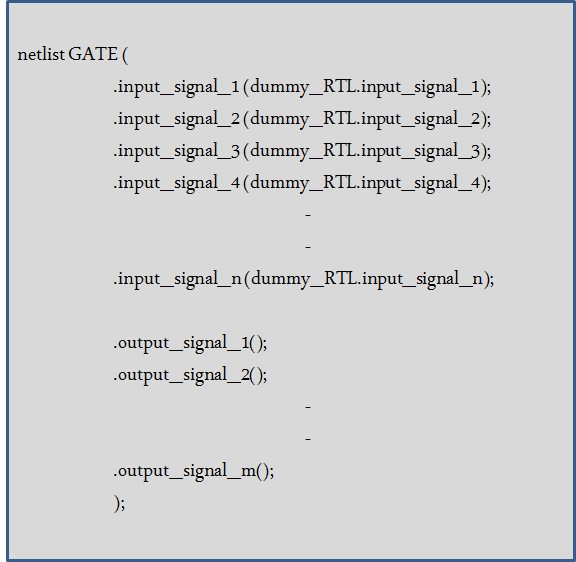 netlist GATE (
.input_signal_1(dummy_RTL.input_signal_1);
.input_signal_2(dummy_RTL.input_signal_2);
.input_signal_3(dummy_RTL.input_signal_3);
.input_signal_4(dummy_RTL.input_signal_4);
-
-
.input_signal_n(dummy_RTL.input_signal_n);
.output_signal_1();
.output_signal_2();
-
-
.output_signal_m();
);